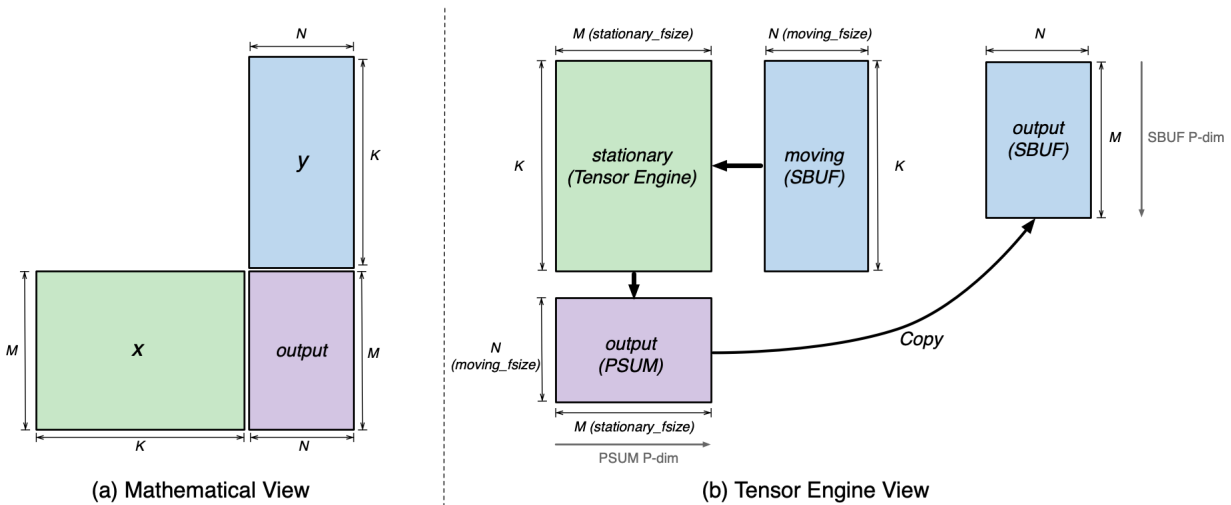 N
y
K
M
x
output
M
K
N
(a) Mathematical View
M (stationary_fsize)
N (moving_fsize)
N
K
stationary
(Tensor Engine)
moving
(SBUF)
K
output
(SBUF)
M
SBUF P-dim
N
(moving_fsize)
output
(PSUM)
Copy
M (stationary_fsize)
PSUM P-dim
(b) Tensor Engine View